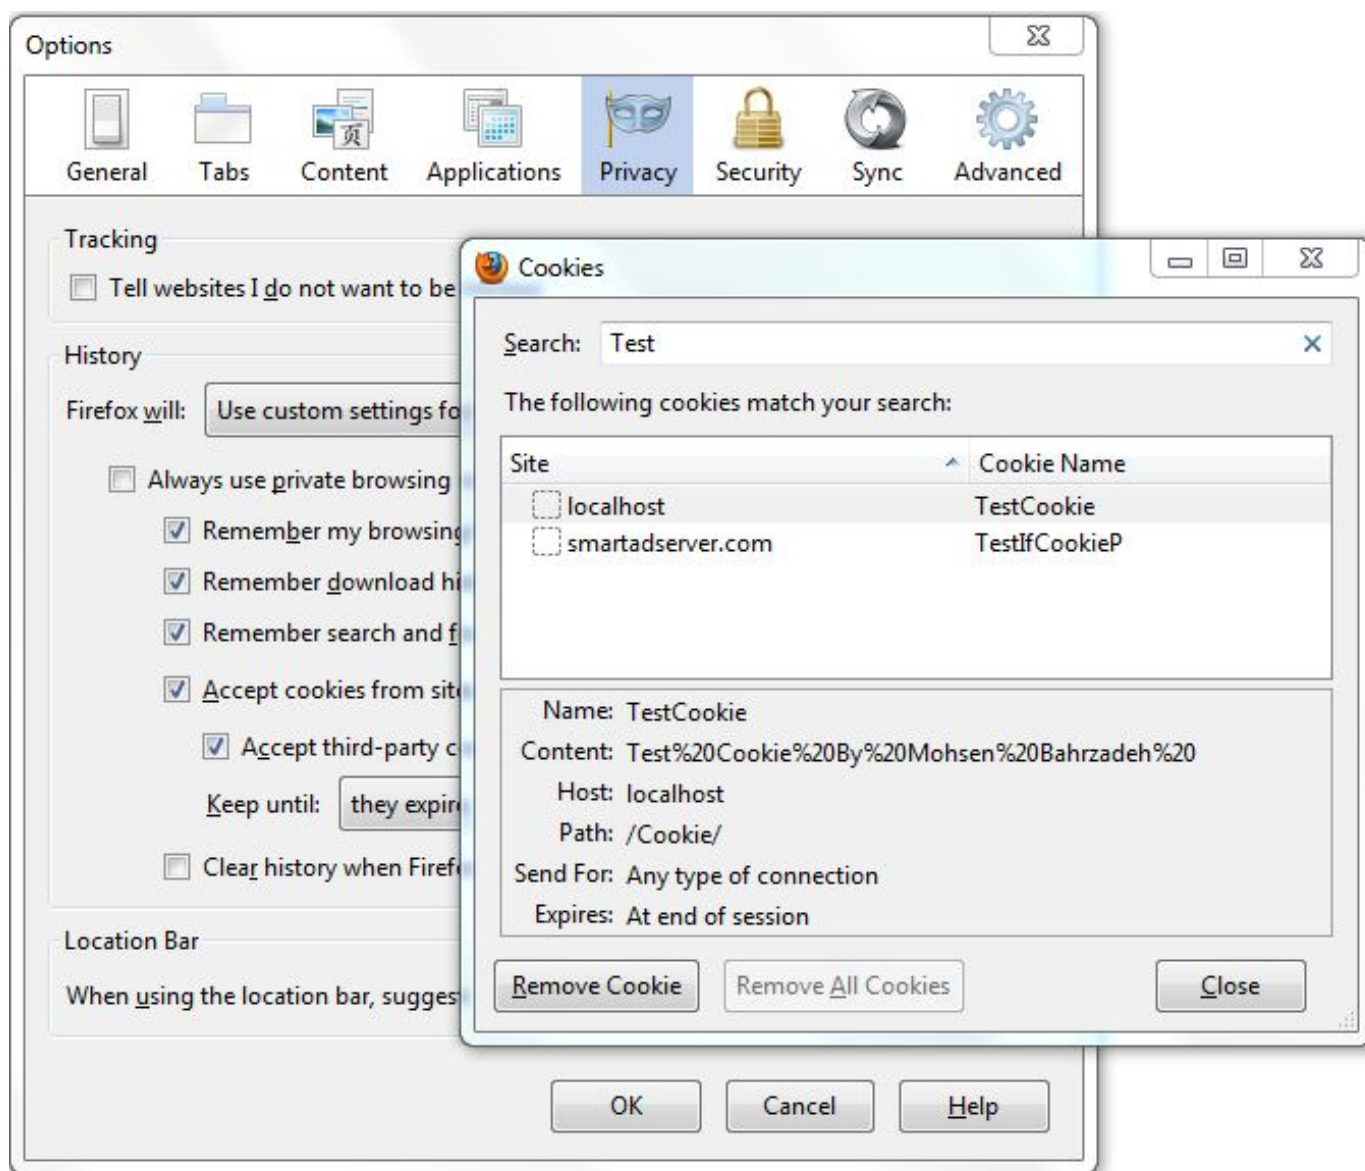 Options
页
General Tabs Content Applications Privacy Security Sync Advanced
Tracking
Tell websites I do not want to be
History
Firefox will: Use custom settings fo
Always use private browsing
Remember my browsing
Remember download hi
Remember search and f
Accept cookies from site
Accept third-party c
Keep until: they expire
Clear history when Firef
Location Bar
When using the location bar, sugges
OK Cancel Help
Cookies
Search: Test
The following cookies match your search:
Site Cookie Name
localhost TestCookie
smartadserver.com TestIfCookieP
Name: TestCookie
Content: Test%20Cookie%20By%20Mohsen%20Bahrzadeh%20
Host: localhost
Path: /Cookie/
Send For: Any type of connection
Expires: At end of session
Remove Cookie Remove All Cookies Close